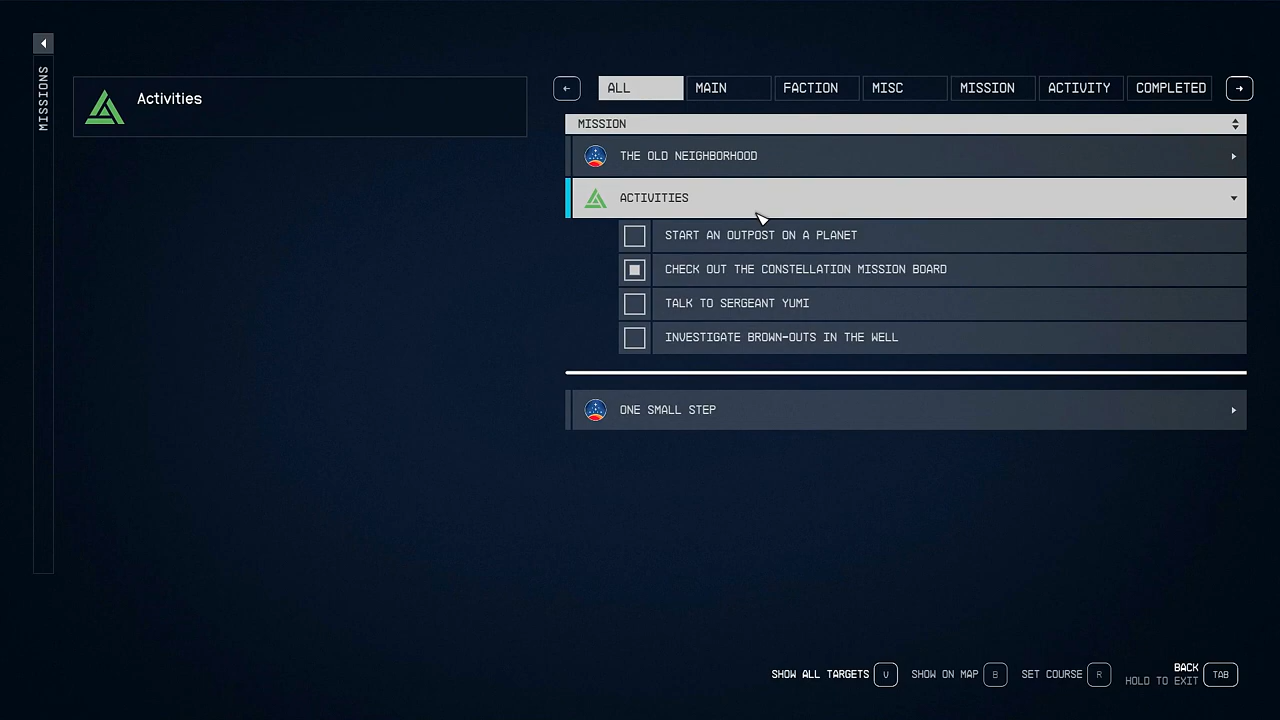 MISSIONS
Activities
ALL MAIN FACTION MISC MISSION ACTIVITY COMPLETED
MISSION
THE OLD NEIGHBORHOOD
ACTIVITIES
START AN OUTPOST ON A PLANET
CHECK OUT THE CONSTELLATION MISSION BOARD
TALK TO SERGEANT YUMI
INVESTIGATE BROWN-OUTS IN THE WELL
ONE SMALL STEP
SHOW ALL TARGETS V SHOW ON MAP B SET COURSE R BACK TAB
HOLD TO EXIT